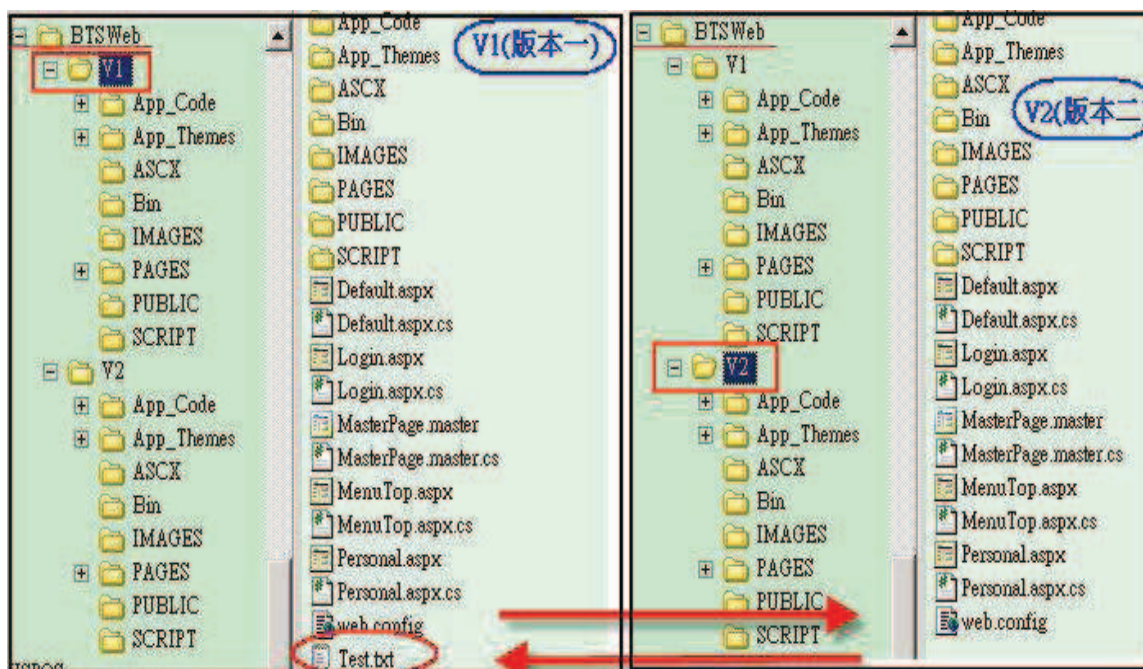 BTSWeb
V1
App_Code
App_Themes
ASCX
Bin
IMAGES
PAGES
PUBLIC
SCRIPT
V2
App_Code
App_Themes
ASCX
Bin
IMAGES
PAGES
PUBLIC
SCRIPT
App_Code
App_Themes
ASCX
Bin
IMAGES
PAGES
PUBLIC
SCRIPT
Default.aspx
Default.aspx.cs
Login.aspx
Login.aspx.cs
MasterPage.master
MasterPage.master.cs
MenuTop.aspx
MenuTop.aspx.cs
Personal.aspx
Personal.aspx.cs
web.config
Test.txt
V1(版本一)
BTSWeb
V1
App_Code
App_Themes
ASCX
Bin
IMAGES
PAGES
PUBLIC
SCRIPT
V2
App_Code
App_Themes
ASCX
Bin
IMAGES
PAGES
PUBLIC
SCRIPT
App_Code
App_Themes
ASCX
Bin
IMAGES
PAGES
PUBLIC
SCRIPT
Default.aspx
Default.aspx.cs
Login.aspx
Login.aspx.cs
MasterPage.master
MasterPage.master.cs
MenuTop.aspx
MenuTop.aspx.cs
Personal.aspx
Personal.aspx.cs
web.config
V2(版本二